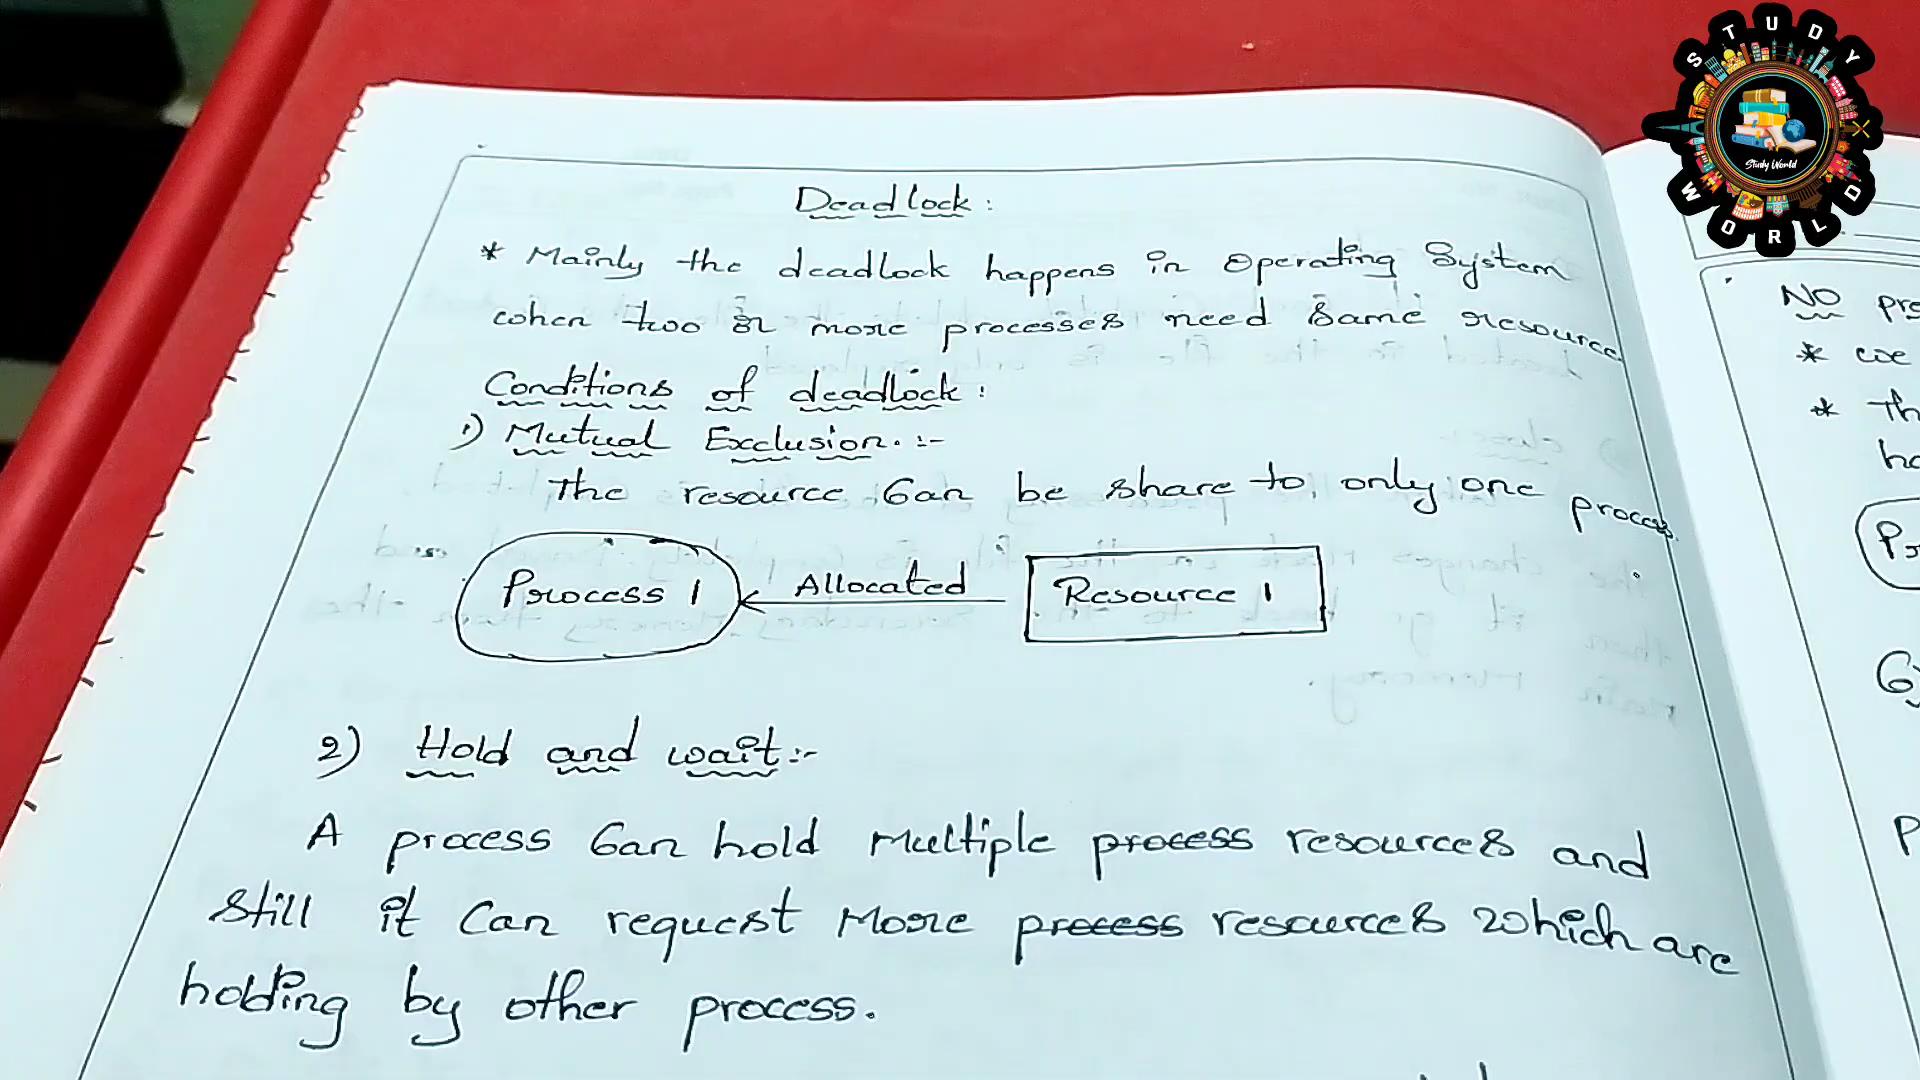 Deadlock:
* Mainly the deadlock happens in operating System
when two or more processes need same resource
Conditions of deadlock:
1) Mutual Exclusion.:-
The resource Can be share to only one process.
Process 1
Allocated
Resource 1
2) Hold and wait:-
A process Can hold Multiple process resources and
still it Can request More process resources which are
holding by other process.
NO
* we
*
STUDY
WORLD
Study World